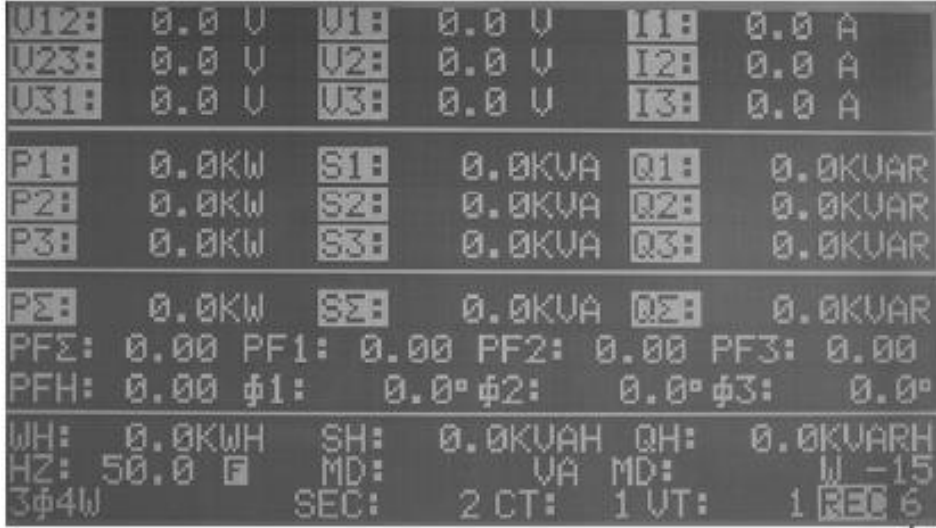 V12: 0.0 V V1: 0.0 V I1: 0.0 A
V23: 0.0 V V2: 0.0 V I2: 0.0 A
V31: 0.0 V V3: 0.0 V I3: 0.0 A
P1: 0.0KW S1: 0.0KVA Q1: 0.0KVAR
P2: 0.0KW S2: 0.0KVA Q2: 0.0KVAR
P3: 0.0KW S3: 0.0KVA Q3: 0.0KVAR
PΣ: 0.0KW SΣ: 0.0KVA QΣ: 0.0KVAR
PFΣ: 0.00 PF1: 0.00 PF2: 0.00 PF3: 0.00
PFH: 0.00 ϕ1: 0.0° ϕ2: 0.0° ϕ3: 0.0°
WH: 0.0KWH SH: 0.0KVAH QH: 0.0KVARH
HZ: 50.0 F MD: VA MD: W -15
3ϕ4W SEC: 2 CT: 1 VT: 1 REC 6